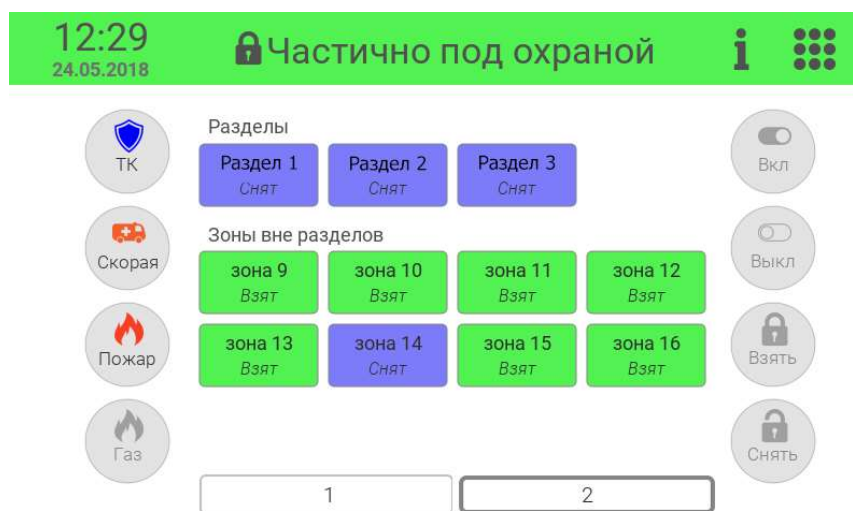 12:29
24.05.2018
Частично под охраной
i
ТК
Скорая
Пожар
Газ
Разделы
Раздел 1
Снят
Раздел 2
Снят
Раздел 3
Снят
Зоны вне разделов
зона 9
Взят
зона 10
Взят
зона 11
Взят
зона 12
Взят
зона 13
Взят
зона 14
Снят
зона 15
Взят
зона 16
Взят
1
2
Вкл
Выкл
Взять
Снять